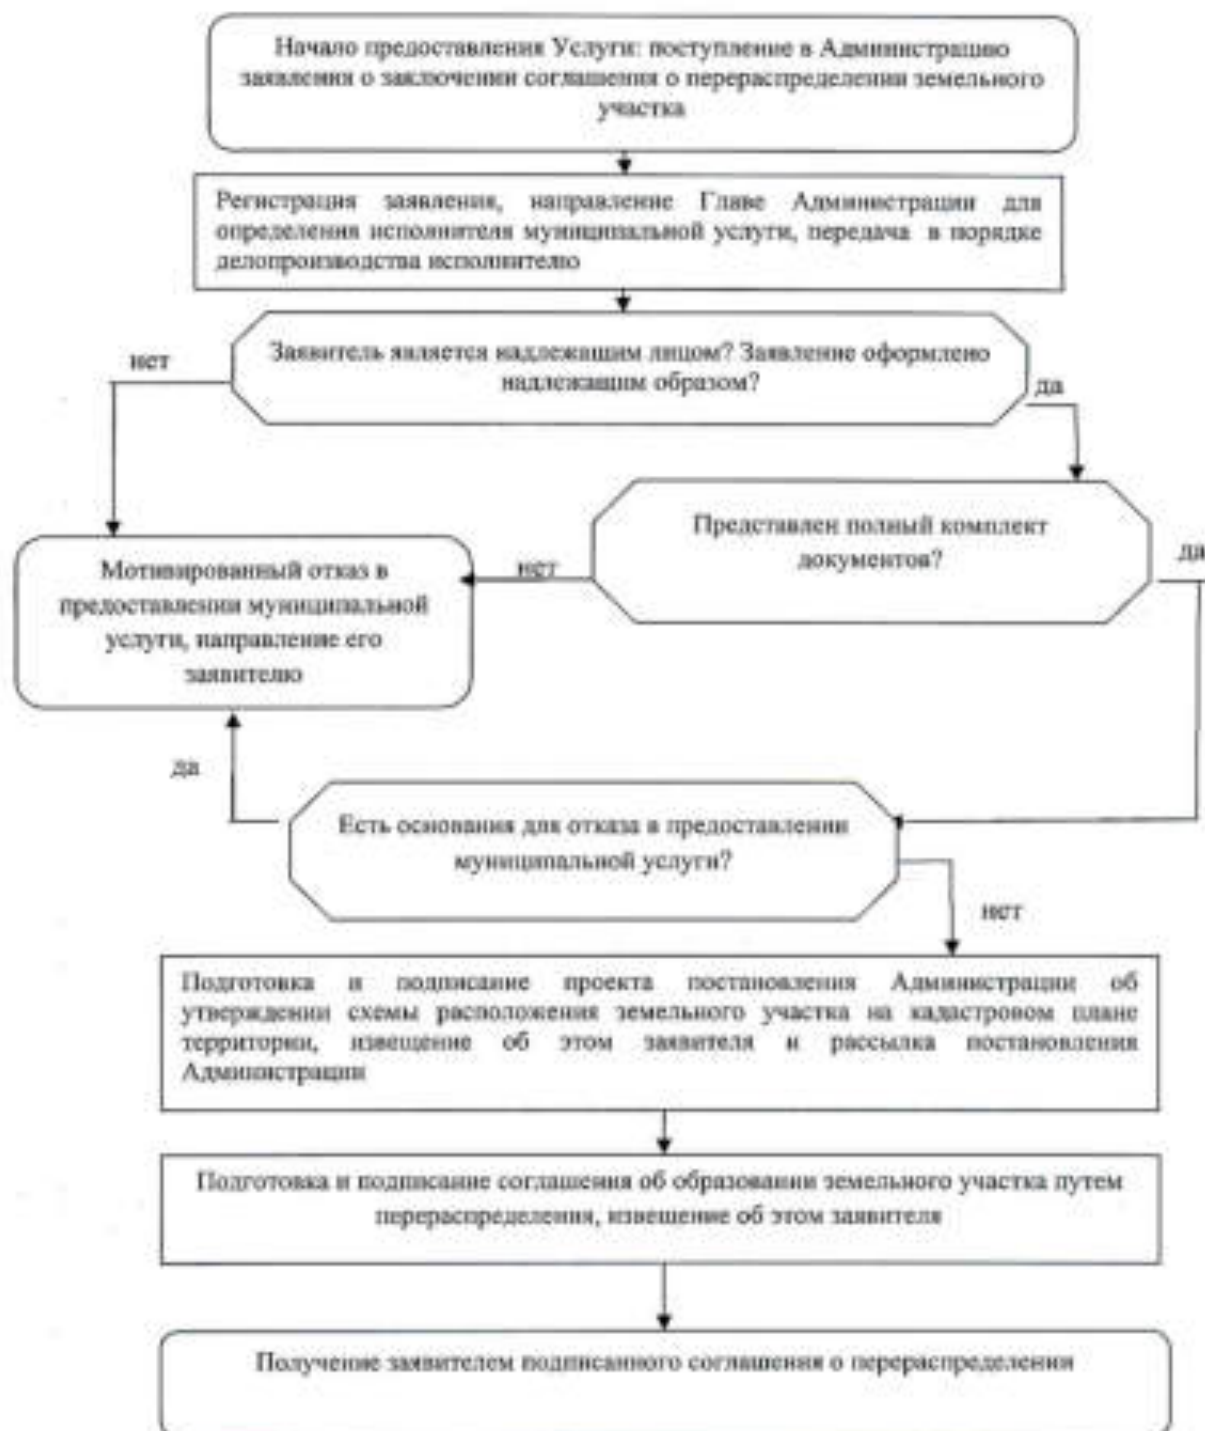 Начало предоставления Услуги: поступление в Администрацию
заявления о заключении соглашения о перераспределении земельного
участка
Регистрация заявления, направление Главе Администрации для
определения исполнителя муниципальной услуги, передача в порядке
делопроизводства исполнителю
Заявитель является надлежащим лицом? Заявление оформлено
надлежащим образом?
нет
да
Представлен полный комплект
документов?
нет
да
Мотивированный отказ в
предоставлении муниципальной
услуги, направление его
заявителю
да
Есть основания для отказа в предоставлении
муниципальной услуги?
нет
Подготовка и подписание проекта постановления Администрации об
утверждении схемы расположения земельного участка на кадастровом плане
территории, извещение об этом заявителя и рассылка постановления
Администрации
Подготовка и подписание соглашения об образовании земельного участка путем
перераспределения, извещение об этом заявителя
Получение заявителем подписанного соглашения о перераспределении